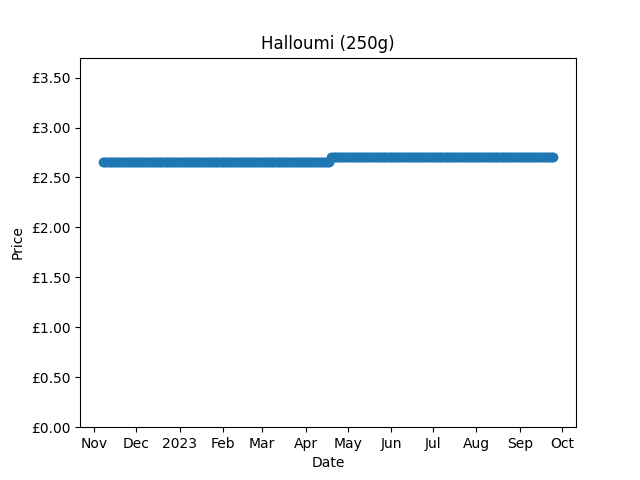 Halloumi (250g)
£3.50
£3.00
£2.50
£2.00
£1.50
£1.00
£0.50
£0.00
Price
Nov Dec 2023 Feb Mar Apr May Jun Jul Aug Sep Oct
Date